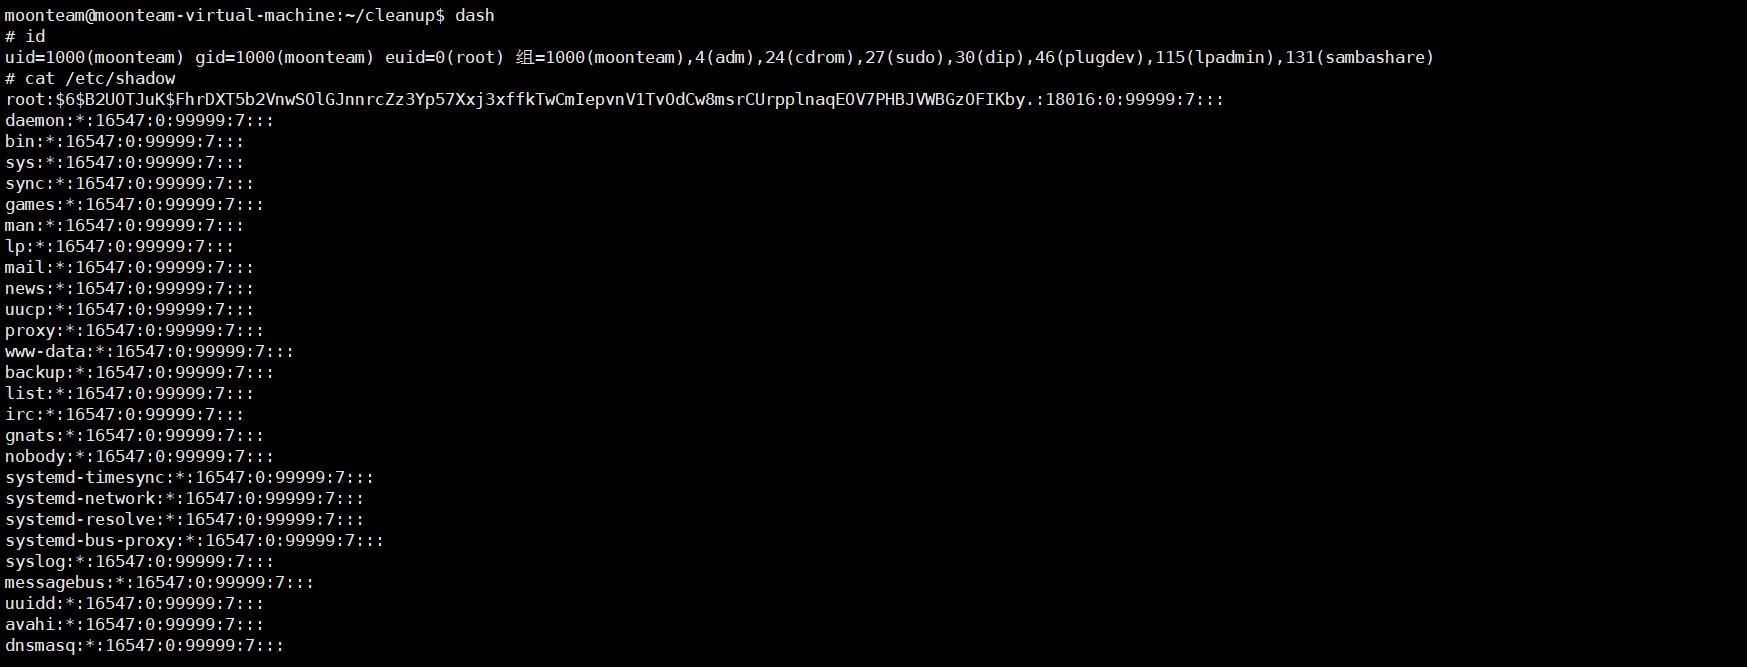 moonteam@moonteam-virtual-machine:~/cleanup$ dash
# id
uid=1000(moonteam) gid=1000(moonteam) euid=0(root) 组=1000(moonteam),4(adm),24(cdrom),27(sudo),30(dip),46(plugdev),115(lpadmin),131(sambashare)
# cat /etc/shadow
root:$6$B2UOTJuK$FhrDXT5b2VnwSOlGJnnrcZz3Yp57Xxj3xffkTwCmIepvnV1TvOdCw8msrCUrpplnaqEOV7PHBJVWBGzOFIKby.:18016:0:99999:7:::
daemon:*:16547:0:99999:7:::
bin:*:16547:0:99999:7:::
sys:*:16547:0:99999:7:::
sync:*:16547:0:99999:7:::
games:*:16547:0:99999:7:::
man:*:16547:0:99999:7:::
lp:*:16547:0:99999:7:::
mail:*:16547:0:99999:7:::
news:*:16547:0:99999:7:::
uucp:*:16547:0:99999:7:::
proxy:*:16547:0:99999:7:::
www-data:*:16547:0:99999:7:::
backup:*:16547:0:99999:7:::
list:*:16547:0:99999:7:::
irc:*:16547:0:99999:7:::
gnats:*:16547:0:99999:7:::
nobody:*:16547:0:99999:7:::
systemd-timesync:*:16547:0:99999:7:::
systemd-network:*:16547:0:99999:7:::
systemd-resolve:*:16547:0:99999:7:::
systemd-bus-proxy:*:16547:0:99999:7:::
syslog:*:16547:0:99999:7:::
messagebus:*:16547:0:99999:7:::
uuidd:*:16547:0:99999:7:::
avahi:*:16547:0:99999:7:::
dnsmasq:*:16547:0:99999:7:::